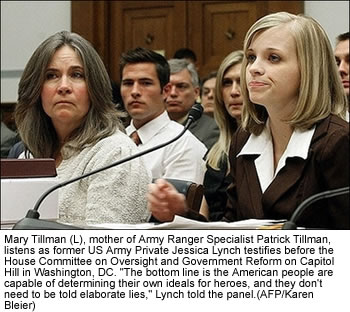 Mary Tillman (L), mother of Army Ranger Specialist Patrick Tillman,
listens as former US Army Private Jessica Lynch testifies before the
House Committee on Oversight and Government Reform on Capitol
Hill in Washington, DC. "The bottom line is the American people are
capable of determining their own ideals for heroes, and they don't
need to be told elaborate lies," Lynch told the panel.(AFP/Karen
Bleier)